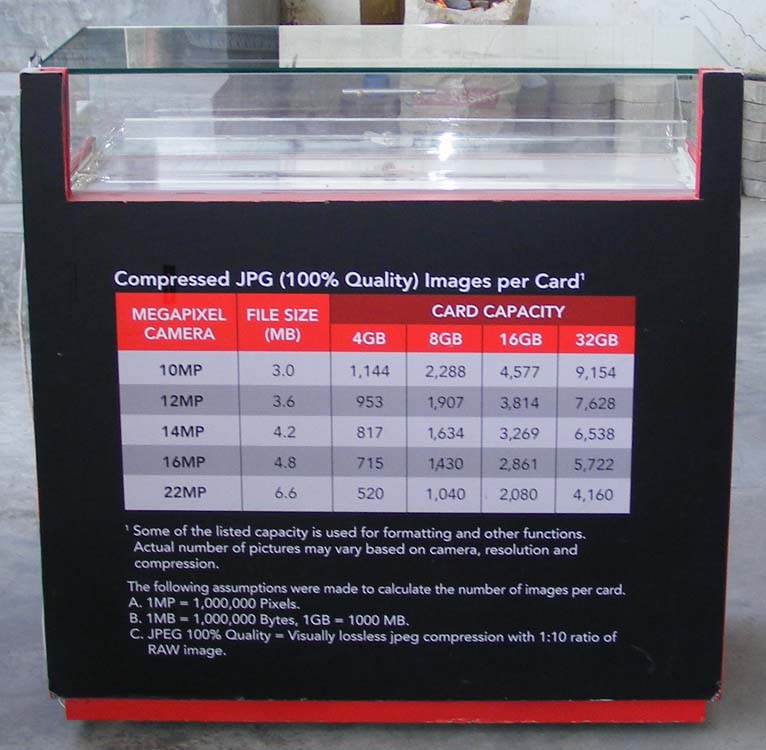 Compressed JPG (100% Quality) Images per Card¹
MEGAPIXEL CAMERA FILE SIZE (MB) CARD CAPACITY
4GB 8GB 16GB 32GB
10MP 3.0 1,144 2,288 4,577 9,154
12MP 3.6 953 1,907 3,814 7,628
14MP 4.2 817 1,634 3,269 6,538
16MP 4.8 715 1,430 2,861 5,722
22MP 6.6 520 1,040 2,080 4,160
¹ Some of the listed capacity is used for formatting and other functions.
Actual number of pictures may vary based on camera, resolution and
compression.
The following assumptions were made to calculate the number of images per card.
A. 1MP = 1,000,000 Pixels.
B. 1MB = 1,000,000 Bytes, 1GB = 1000 MB.
C. JPEG 100% Quality = Visually lossless jpeg compression with 1:10 ratio of
RAW image.